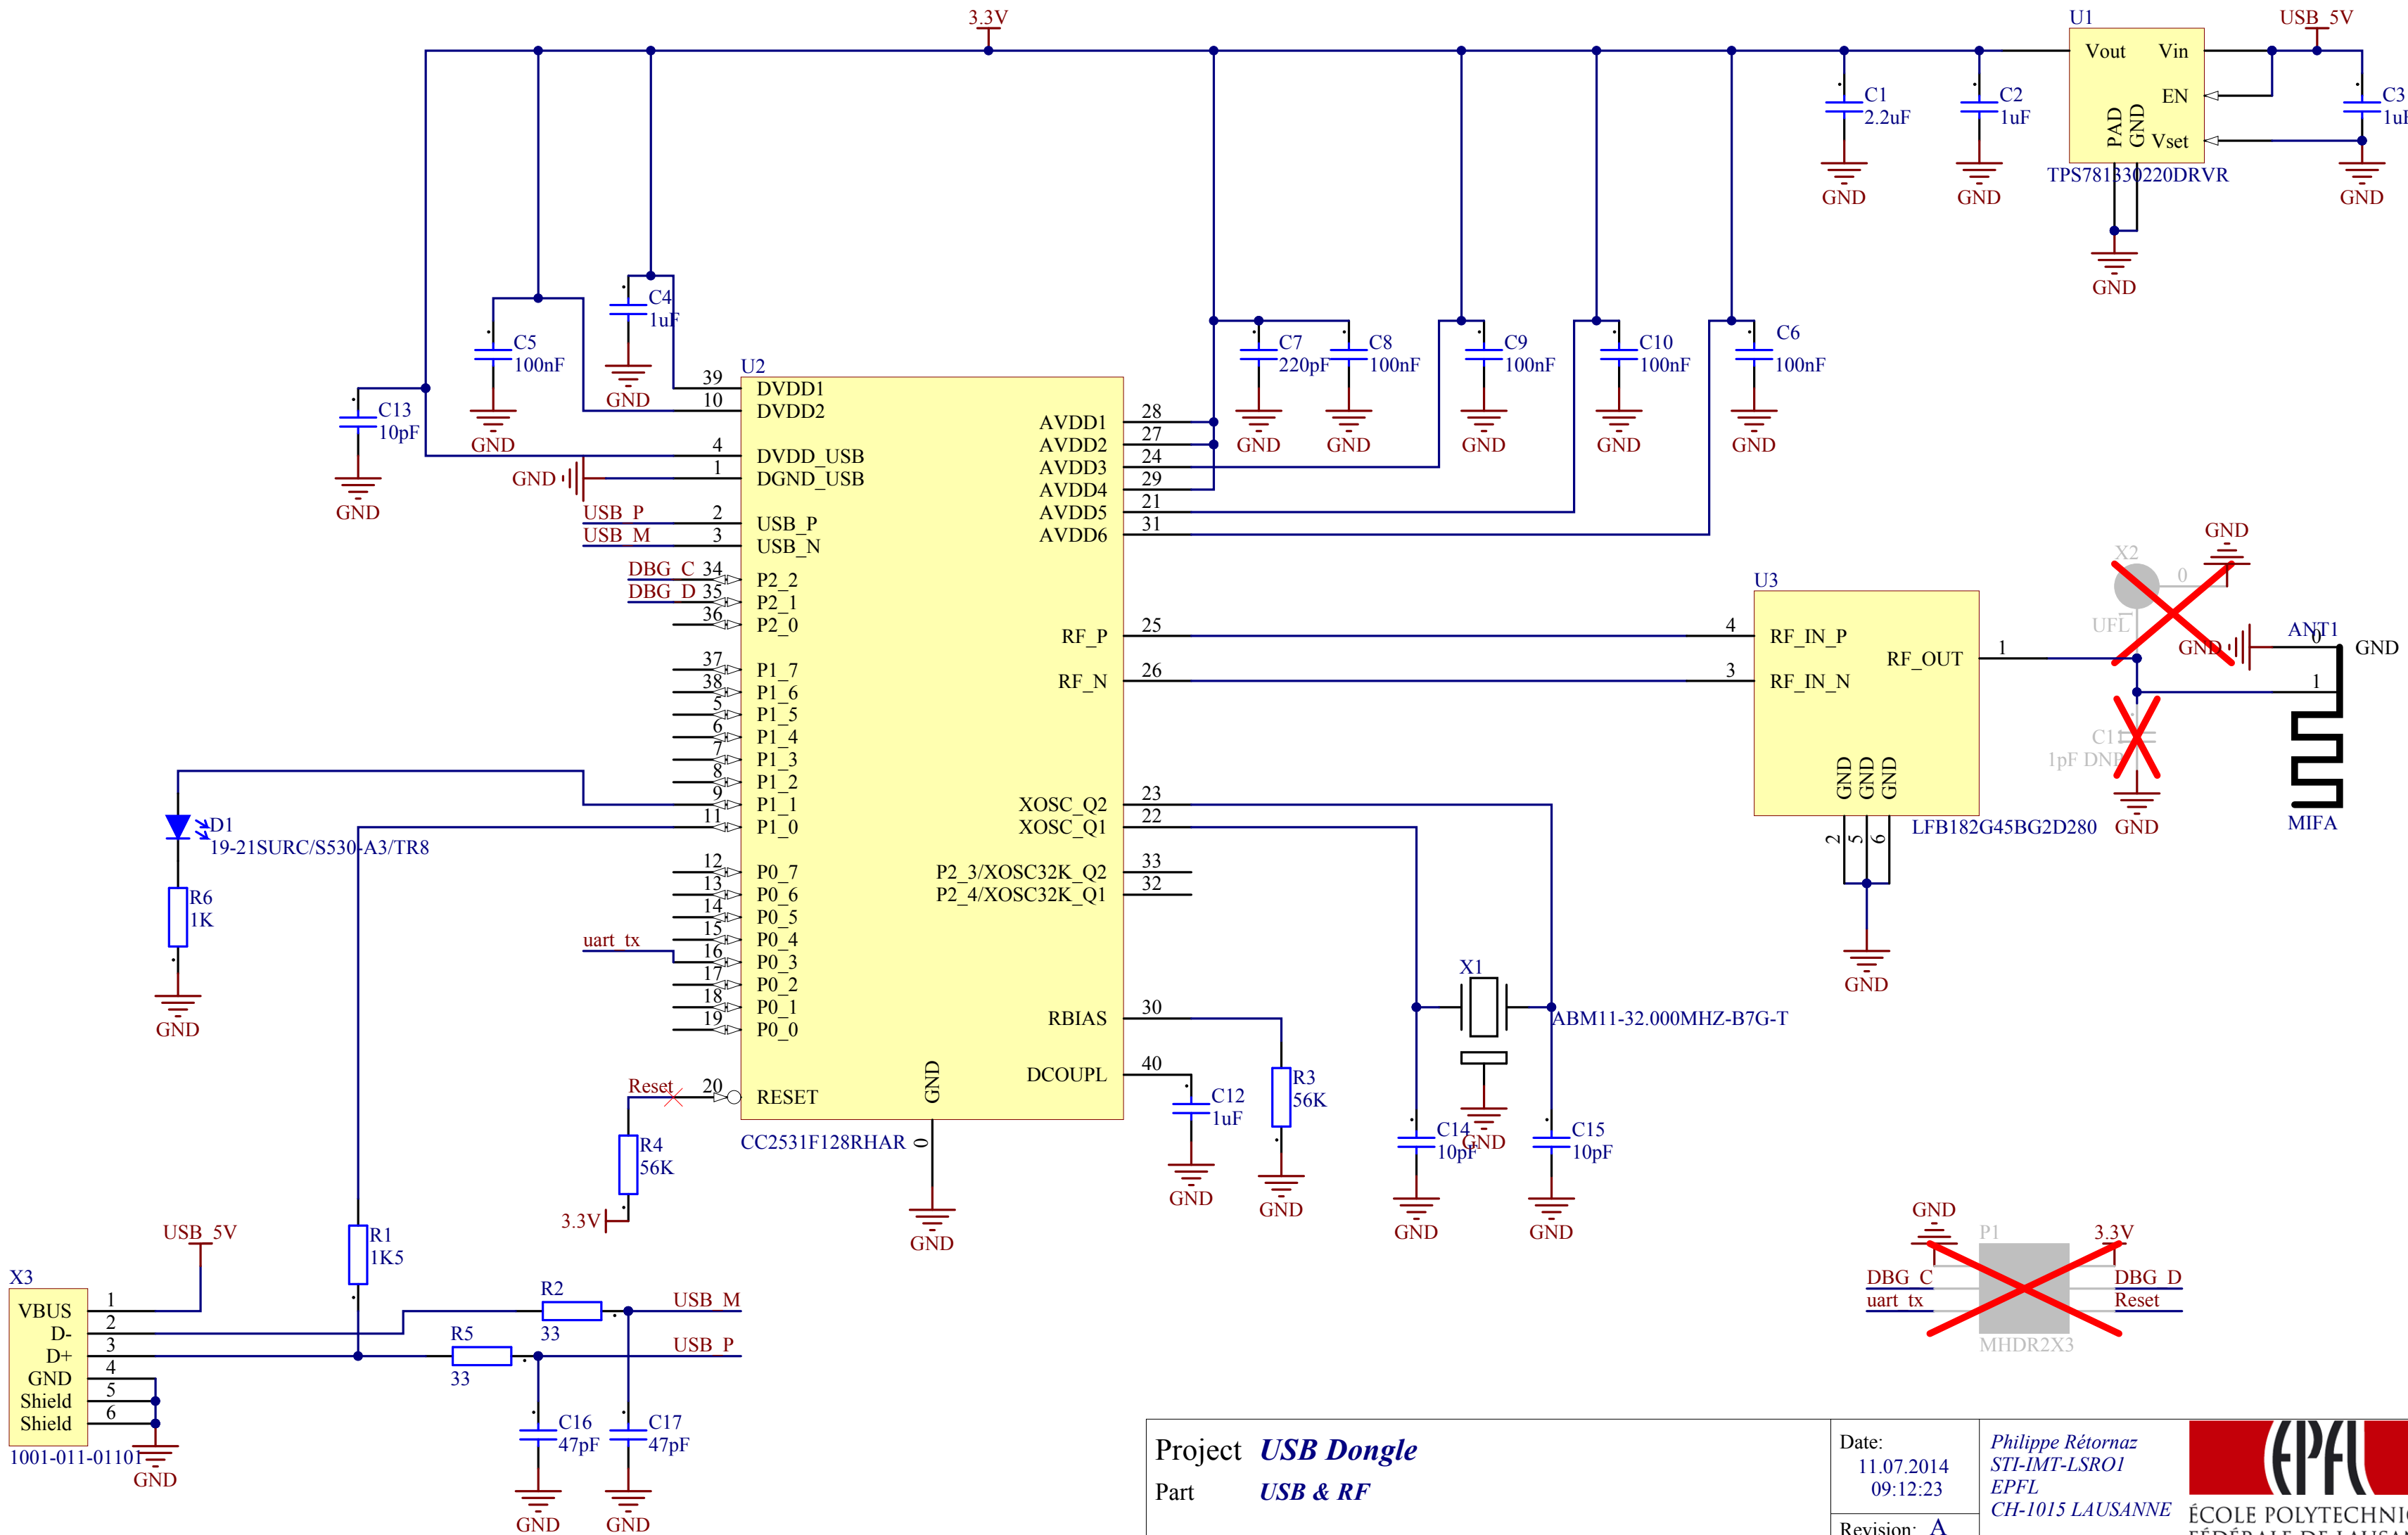 3.3V
U1
USB_5V
Vout
Vin
EN
PAD
GND
Vset
TPS781330220DRVR
GND
C1
2.2uF
GND
C2
1uF
GND
C3
GND
C4
1uF
GND
C5
100nF
GND
C13
10pF
GND
C7
220pF
GND
C8
100nF
GND
C9
100nF
GND
C10
100nF
GND
C6
100nF
GND
U2
39
DVDD1
10
DVDD2
4
DVDD_USB
GND
1
DGND_USB
USB_P
2
USB_P
USB_M
3
USB_N
DBG_C
34
P2_2
DBG_D
35
P2_1
36
P2_0
37
P1_7
38
P1_6
5
P1_5
6
P1_4
7
P1_3
8
P1_2
9
P1_1
11
P1_0
12
P0_7
13
P0_6
14
P0_5
15
P0_4
uart_tx
16
P0_3
17
P0_2
18
P0_1
19
P0_0
Reset
20
RESET
GND
0
CC2531F128RHAR
GND
AVDD1
28
AVDD2
27
AVDD3
24
AVDD4
29
AVDD5
21
AVDD6
31
RF_P
25
RF_N
26
XOSC_Q2
23
XOSC_Q1
22
P2_3/XOSC32K_Q2
33
P2_4/XOSC32K_Q1
32
RBIAS
30
DCOUPL
40
U3
4
RF_IN_P
3
RF_IN_N
RF_OUT
1
GND
GND
GND
2
5
6
LFB182G45BG2D280
GND
X2
0
GND
UFL
GND
ANT1
0
GND
1
MIFA
C11
1pF DNP
GND
D1
19-21SURC/S530-A3/TR8
R6
1K
GND
X1
ABM11-32.000MHZ-B7G-T
GND
C14
10pF
GND
C15
10pF
GND
C12
1uF
GND
R3
56K
GND
R4
56K
3.3V
R1
1K5
USB_5V
X3
VBUS
1
D-
2
D+
3
GND
4
Shield
5
Shield
6
1001-011-01101
GND
R2
33
USB_M
R5
33
USB_P
C16
47pF
GND
C17
47pF
GND
GND
P1
3.3V
DBG_C
DBG_D
uart_tx
Reset
MHDR2X3
Project USB Dongle
Part USB & RF
Date:
11.07.2014
09:12:23
Revision: A
Philippe Rétornaz
STI-IMT-LSRO1
EPFL
CH-1015 LAUSANNE
EPFL
ÉCOLE